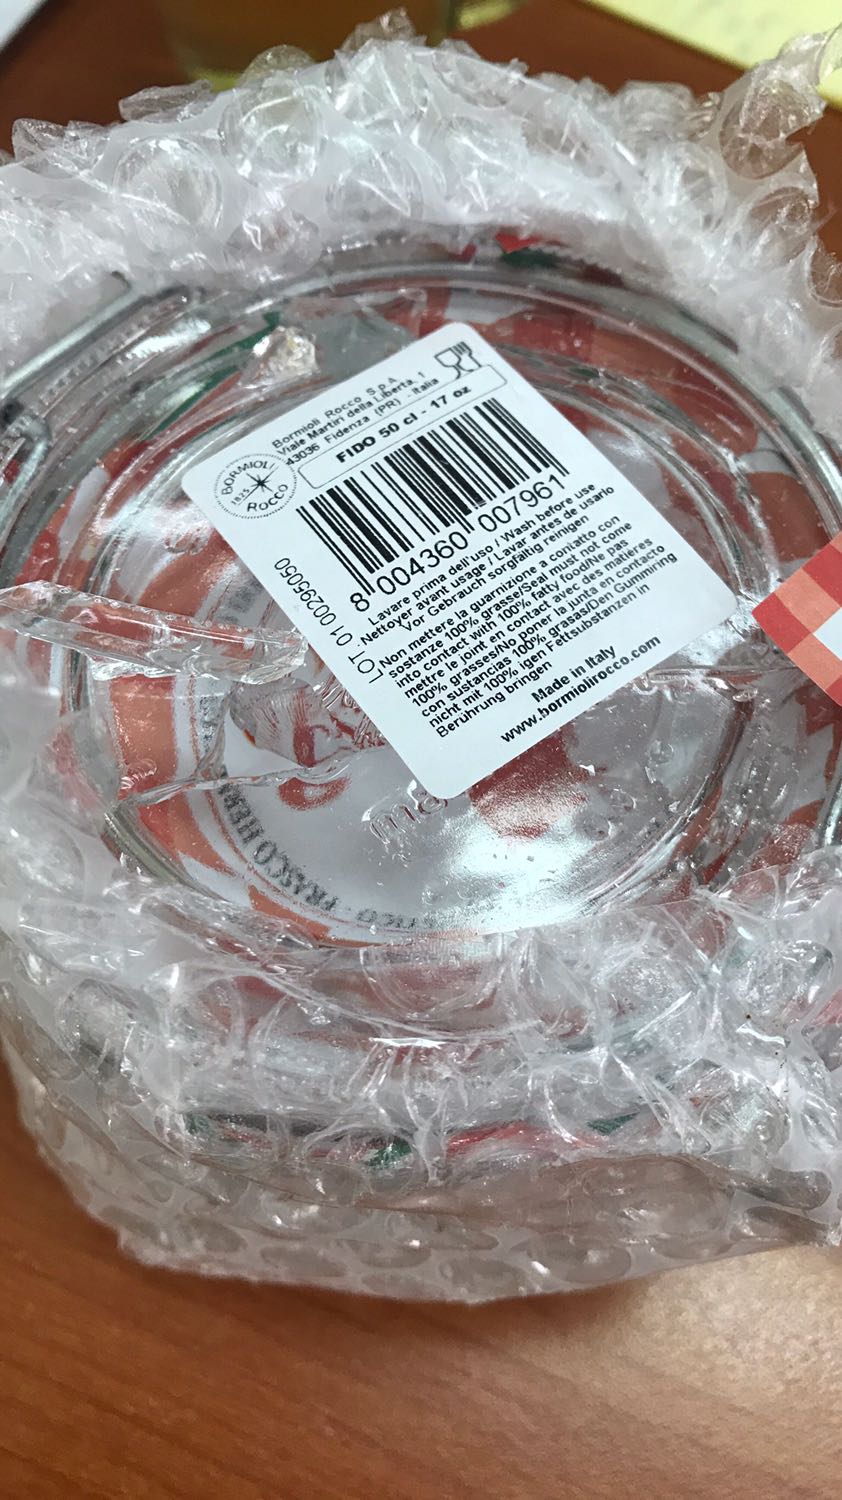 Bormioli Rocco S.p.A.
Viale Martiri della Libertà, 1
43036 Fidenza (PR) - Italia
FIDO 50 cl - 17 oz
BORMIOLI
1825
ROCCO
8 004360 007961
LOT 01 00295050
Lavare prima dell'uso / Wash before use
Nettoyer avant usage / Lavar antes de usarlo
Vor Gebrauch sorgfältig reinigen
Non mettere la guarnizione a contatto con
sostanze 100% grasse/Seal must not come
into contact with 100% fatty food/Ne pas
mettre le joint en contact avec des matières
100% grasses/No poner la junta en contacto
con sustancias 100% grasas/Den Gummiring
nicht mit 100% igen Fettsubstanzen in
Berührung bringen
Made in Italy
www.bormiolirocco.com
FRASCO